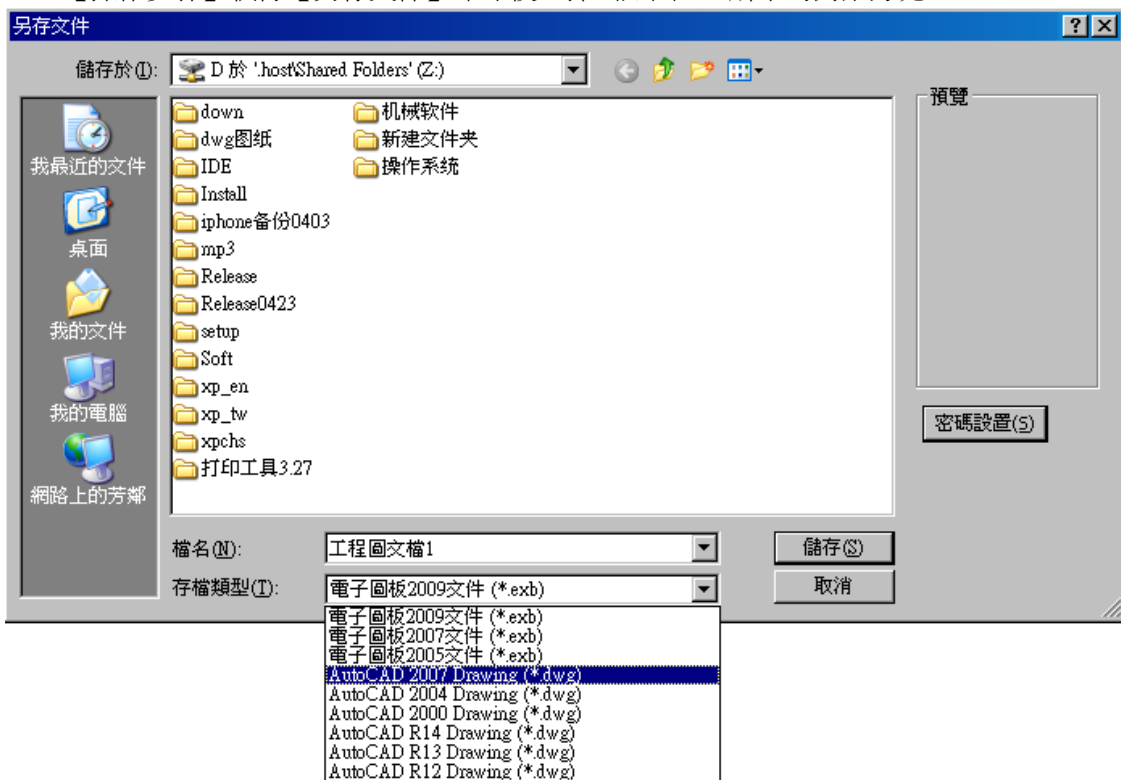 另存文件
儲存於(I):
D 於 '.host\Shared Folders' (Z:)
預覽
我最近的文件
桌面
我的文件
我的電腦
網路上的芳鄰
down
dwg图纸
IDE
Install
iphone备份0403
mp3
Release
Release0423
setup
Soft
xp_en
xp_tw
xpchs
打印工具3.27
机械软件
新建文件夹
操作系统
密碼設置(S)
檔名(N):
工程圖文檔1
儲存(S)
存檔類型(T):
電子圖板2009文件 (*.exb)
取消
電子圖板2009文件 (*.exb)
電子圖板2007文件 (*.exb)
電子圖板2005文件 (*.exb)
AutoCAD 2007 Drawing (*.dwg)
AutoCAD 2004 Drawing (*.dwg)
AutoCAD 2000 Drawing (*.dwg)
AutoCAD R14 Drawing (*.dwg)
AutoCAD R13 Drawing (*.dwg)
AutoCAD R12 Drawing (*.dwg)